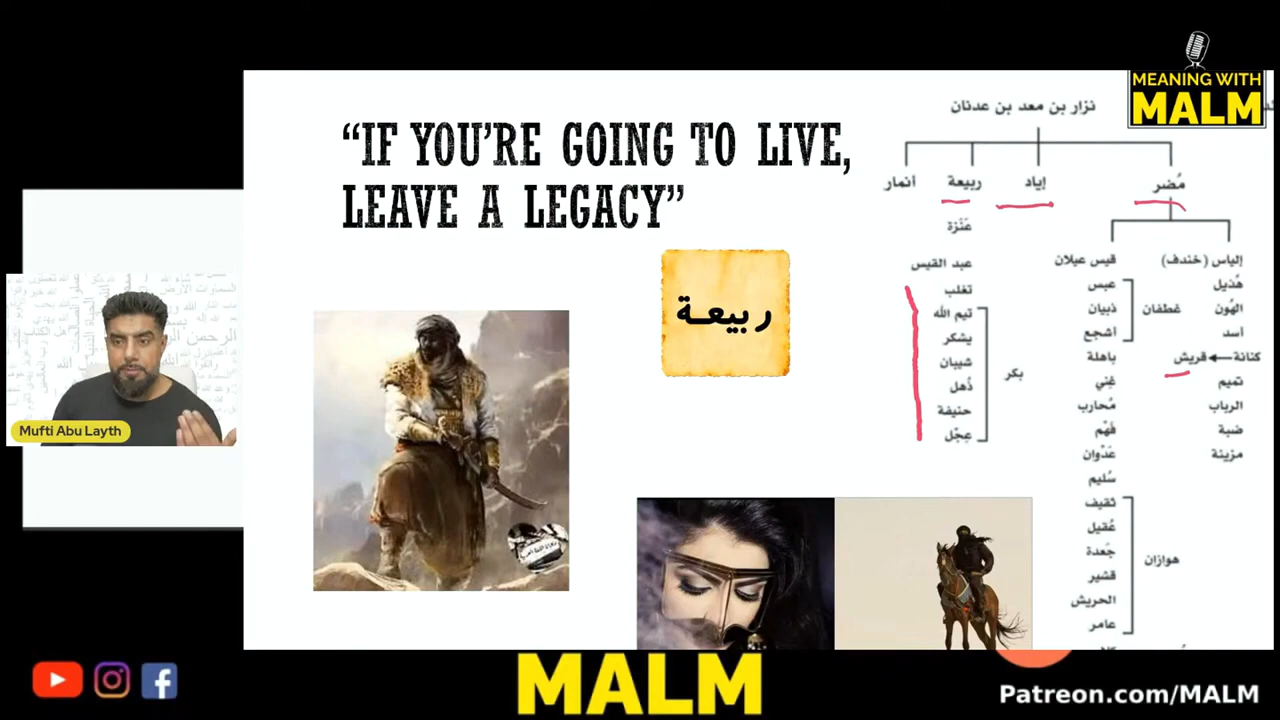 MEANING WITH
MALM
“IF YOU’RE GOING TO LIVE,
LEAVE A LEGACY”
ربيعة
نزار بن معد بن عدنان
مُضر
إياد
ربيعة
أنمار
عَنَزة
عبد القيس
تغلب
تيم الله
يشكر
شيبان
ذُهل
حنيفة
عِجْل
بكر
إلياس (خندف)
هُذيل
الهُون
أسد
كنانة
قريش
تميم
الرباب
ضبة
مزينة
قيس عيلان
عبس
ذبيان
أشجع
غطفان
باهلة
غني
مُحارب
فَهْم
عَدْوان
سُليم
ثقيف
عُقيل
جَعدة
قشير
الحريش
عامر
هوازان
Mufti Abu Layth
MALM
Patreon.com/MALM